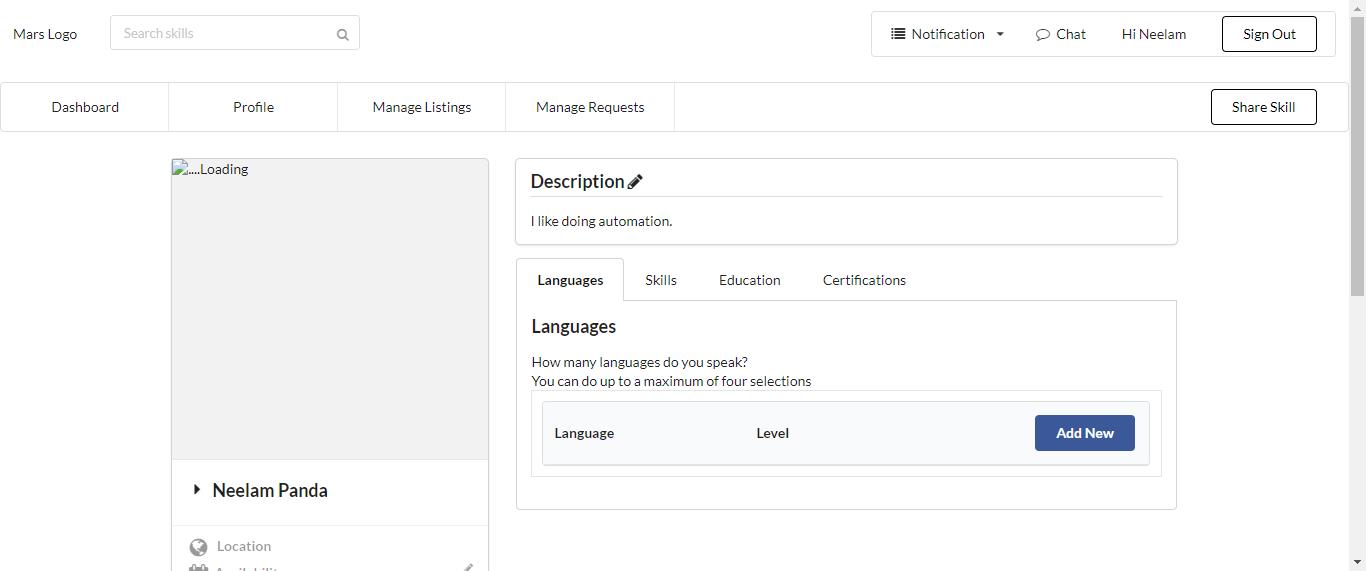 Mars Logo
Search skills
Notification
Chat
Hi Neelam
Sign Out
Dashboard
Profile
Manage Listings
Manage Requests
Share Skill
....Loading
Description
I like doing automation.
Languages
Skills
Education
Certifications
Languages
How many languages do you speak?
You can do up to a maximum of four selections
Language
Level
Add New
Neelam Panda
Location